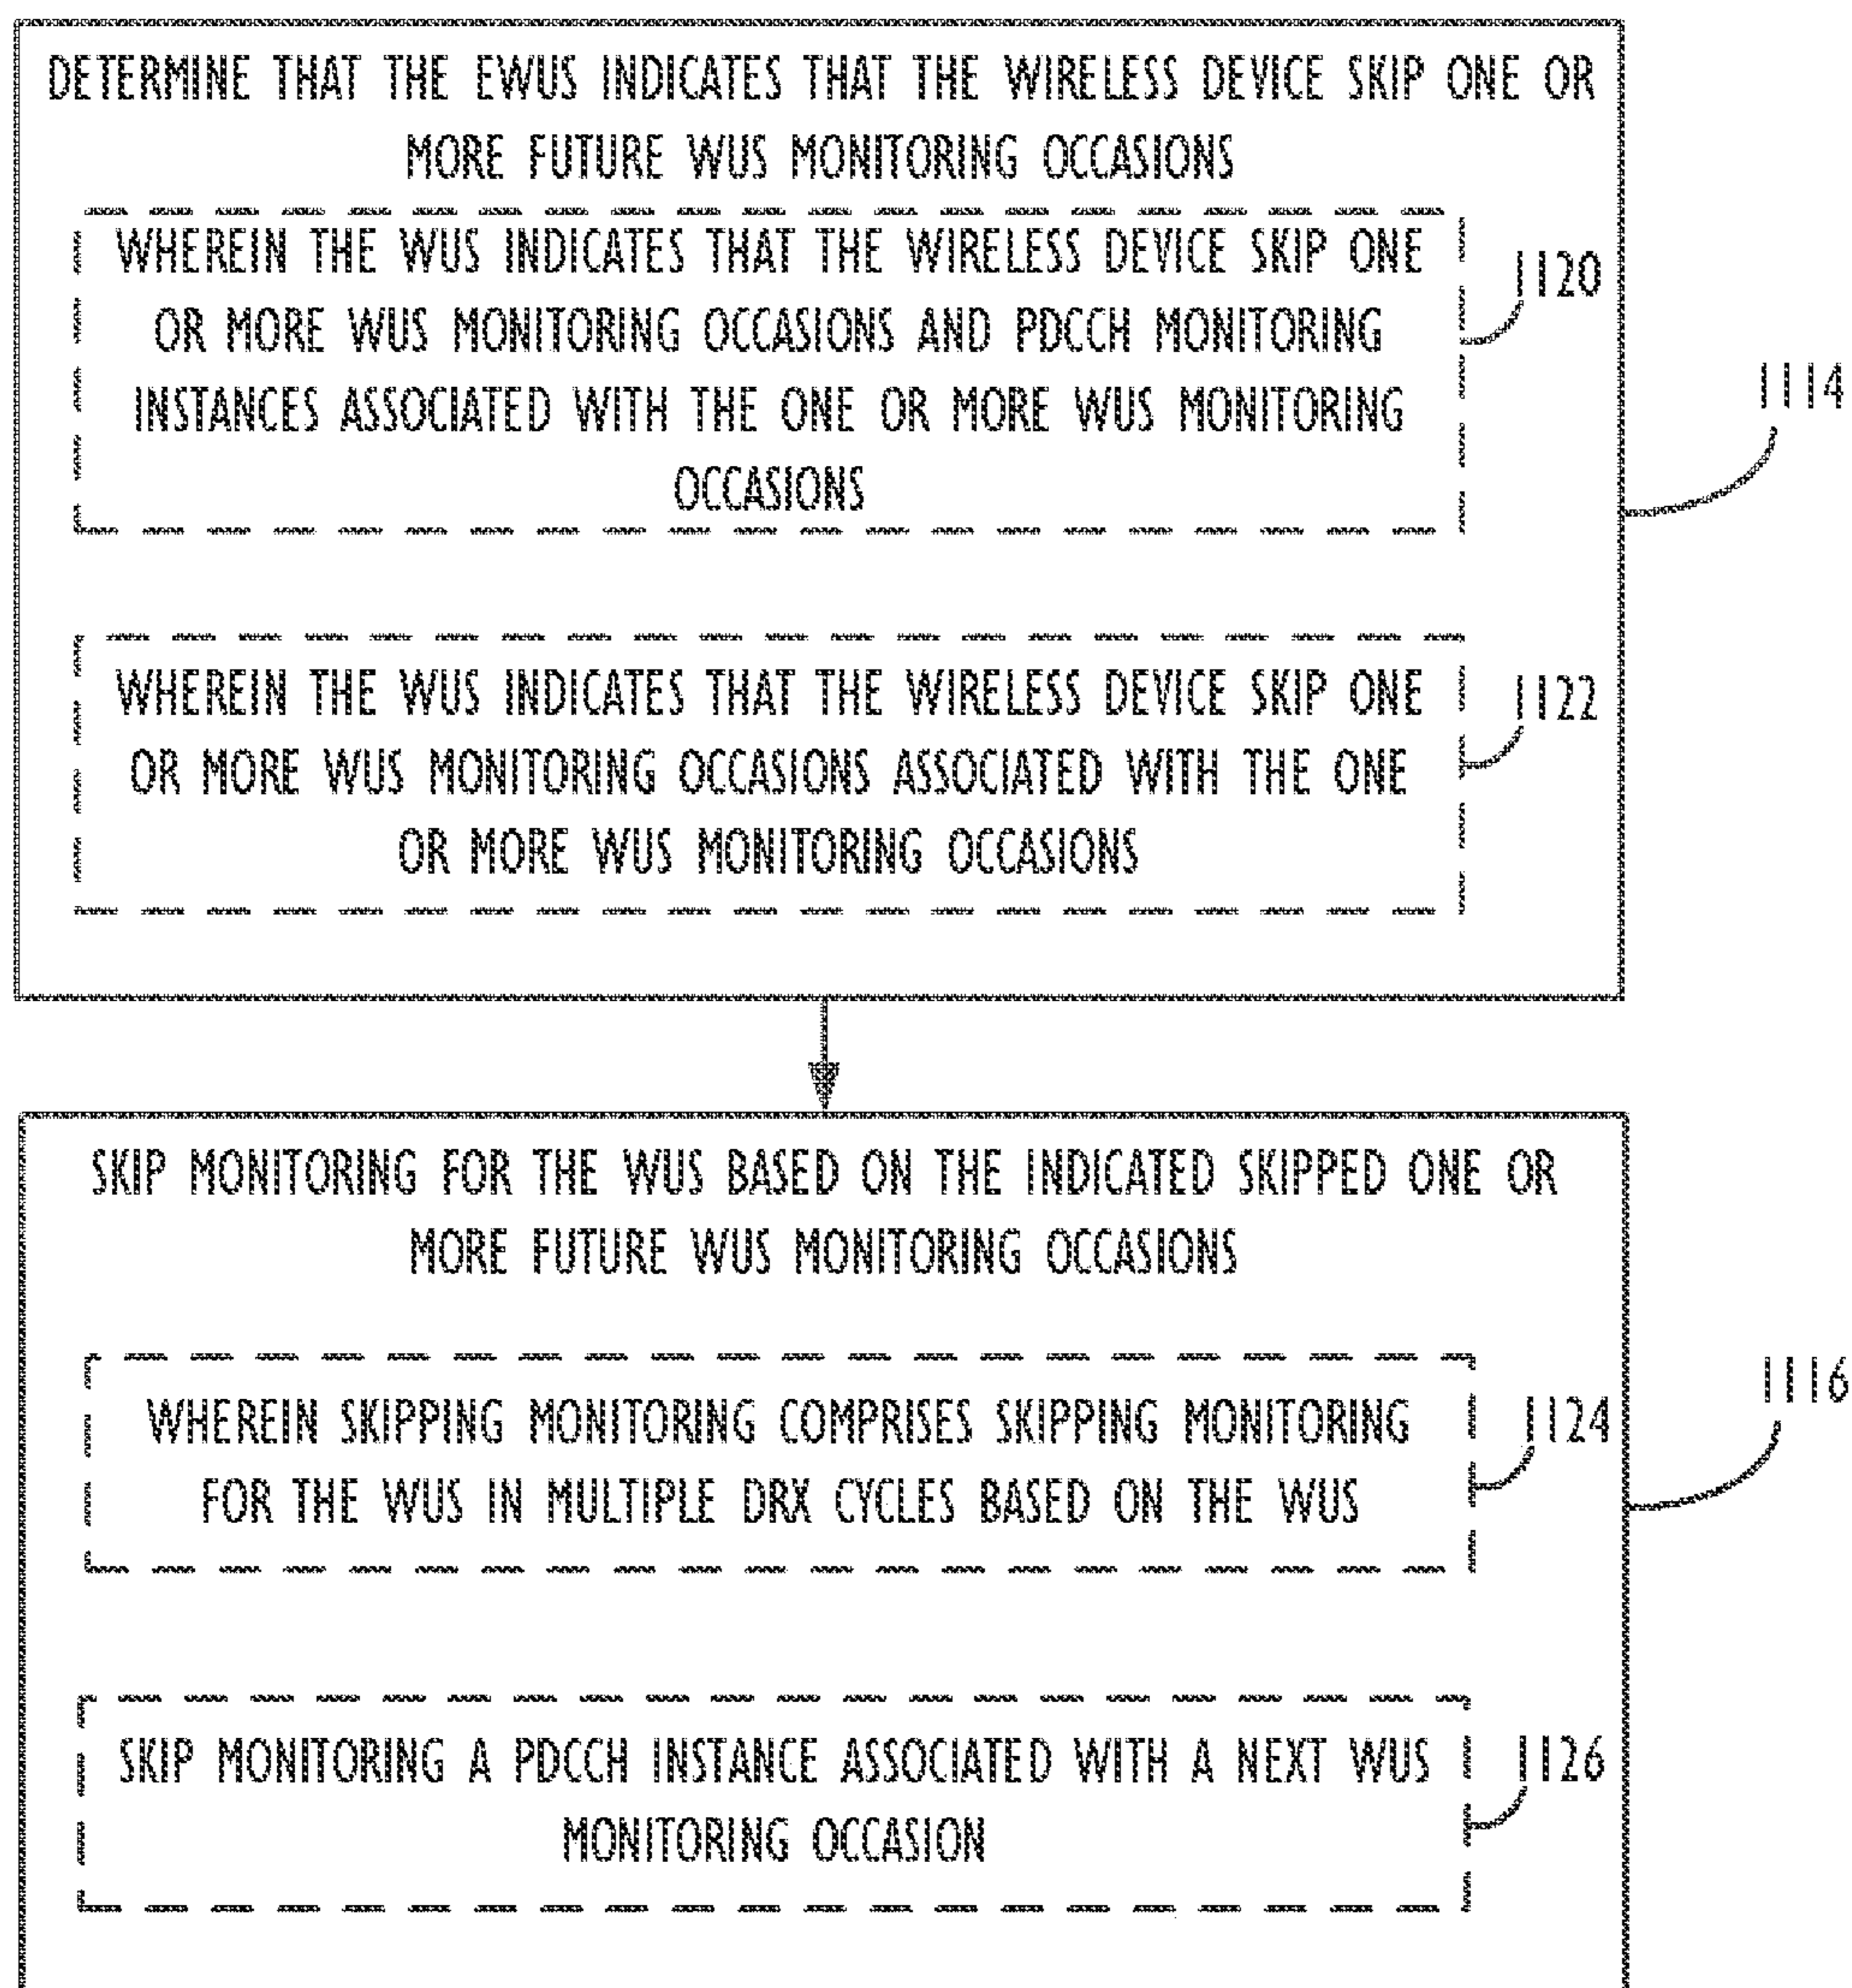 DETERMINE THAT THE EWUS INDICATES THAT THE WIRELESS DEVICE SKIP ONE OR
MORE FUTURE WUS MONITORING OCCASIONS
WHEREIN THE WUS INDICATES THAT THE WIRELESS DEVICE SKIP ONE
OR MORE WUS MONITORING OCCASIONS AND PDCCH MONITORING
INSTANCES ASSOCIATED WITH THE ONE OR MORE WUS MONITORING
OCCASIONS
1120
1114
WHEREIN THE WUS INDICATES THAT THE WIRELESS DEVICE SKIP ONE
OR MORE WUS MONITORING OCCASIONS ASSOCIATED WITH THE ONE
OR MORE WUS MONITORING OCCASIONS
1122
SKIP MONITORING FOR THE WUS BASED ON THE INDICATED SKIPPED ONE OR
MORE FUTURE WUS MONITORING OCCASIONS
WHEREIN SKIPPING MONITORING COMPRISES SKIPPING MONITORING
FOR THE WUS IN MULTIPLE DRX CYCLES BASED ON THE WUS
1124
1116
SKIP MONITORING A PDCCH INSTANCE ASSOCIATED WITH A NEXT WUS
MONITORING OCCASION
1126